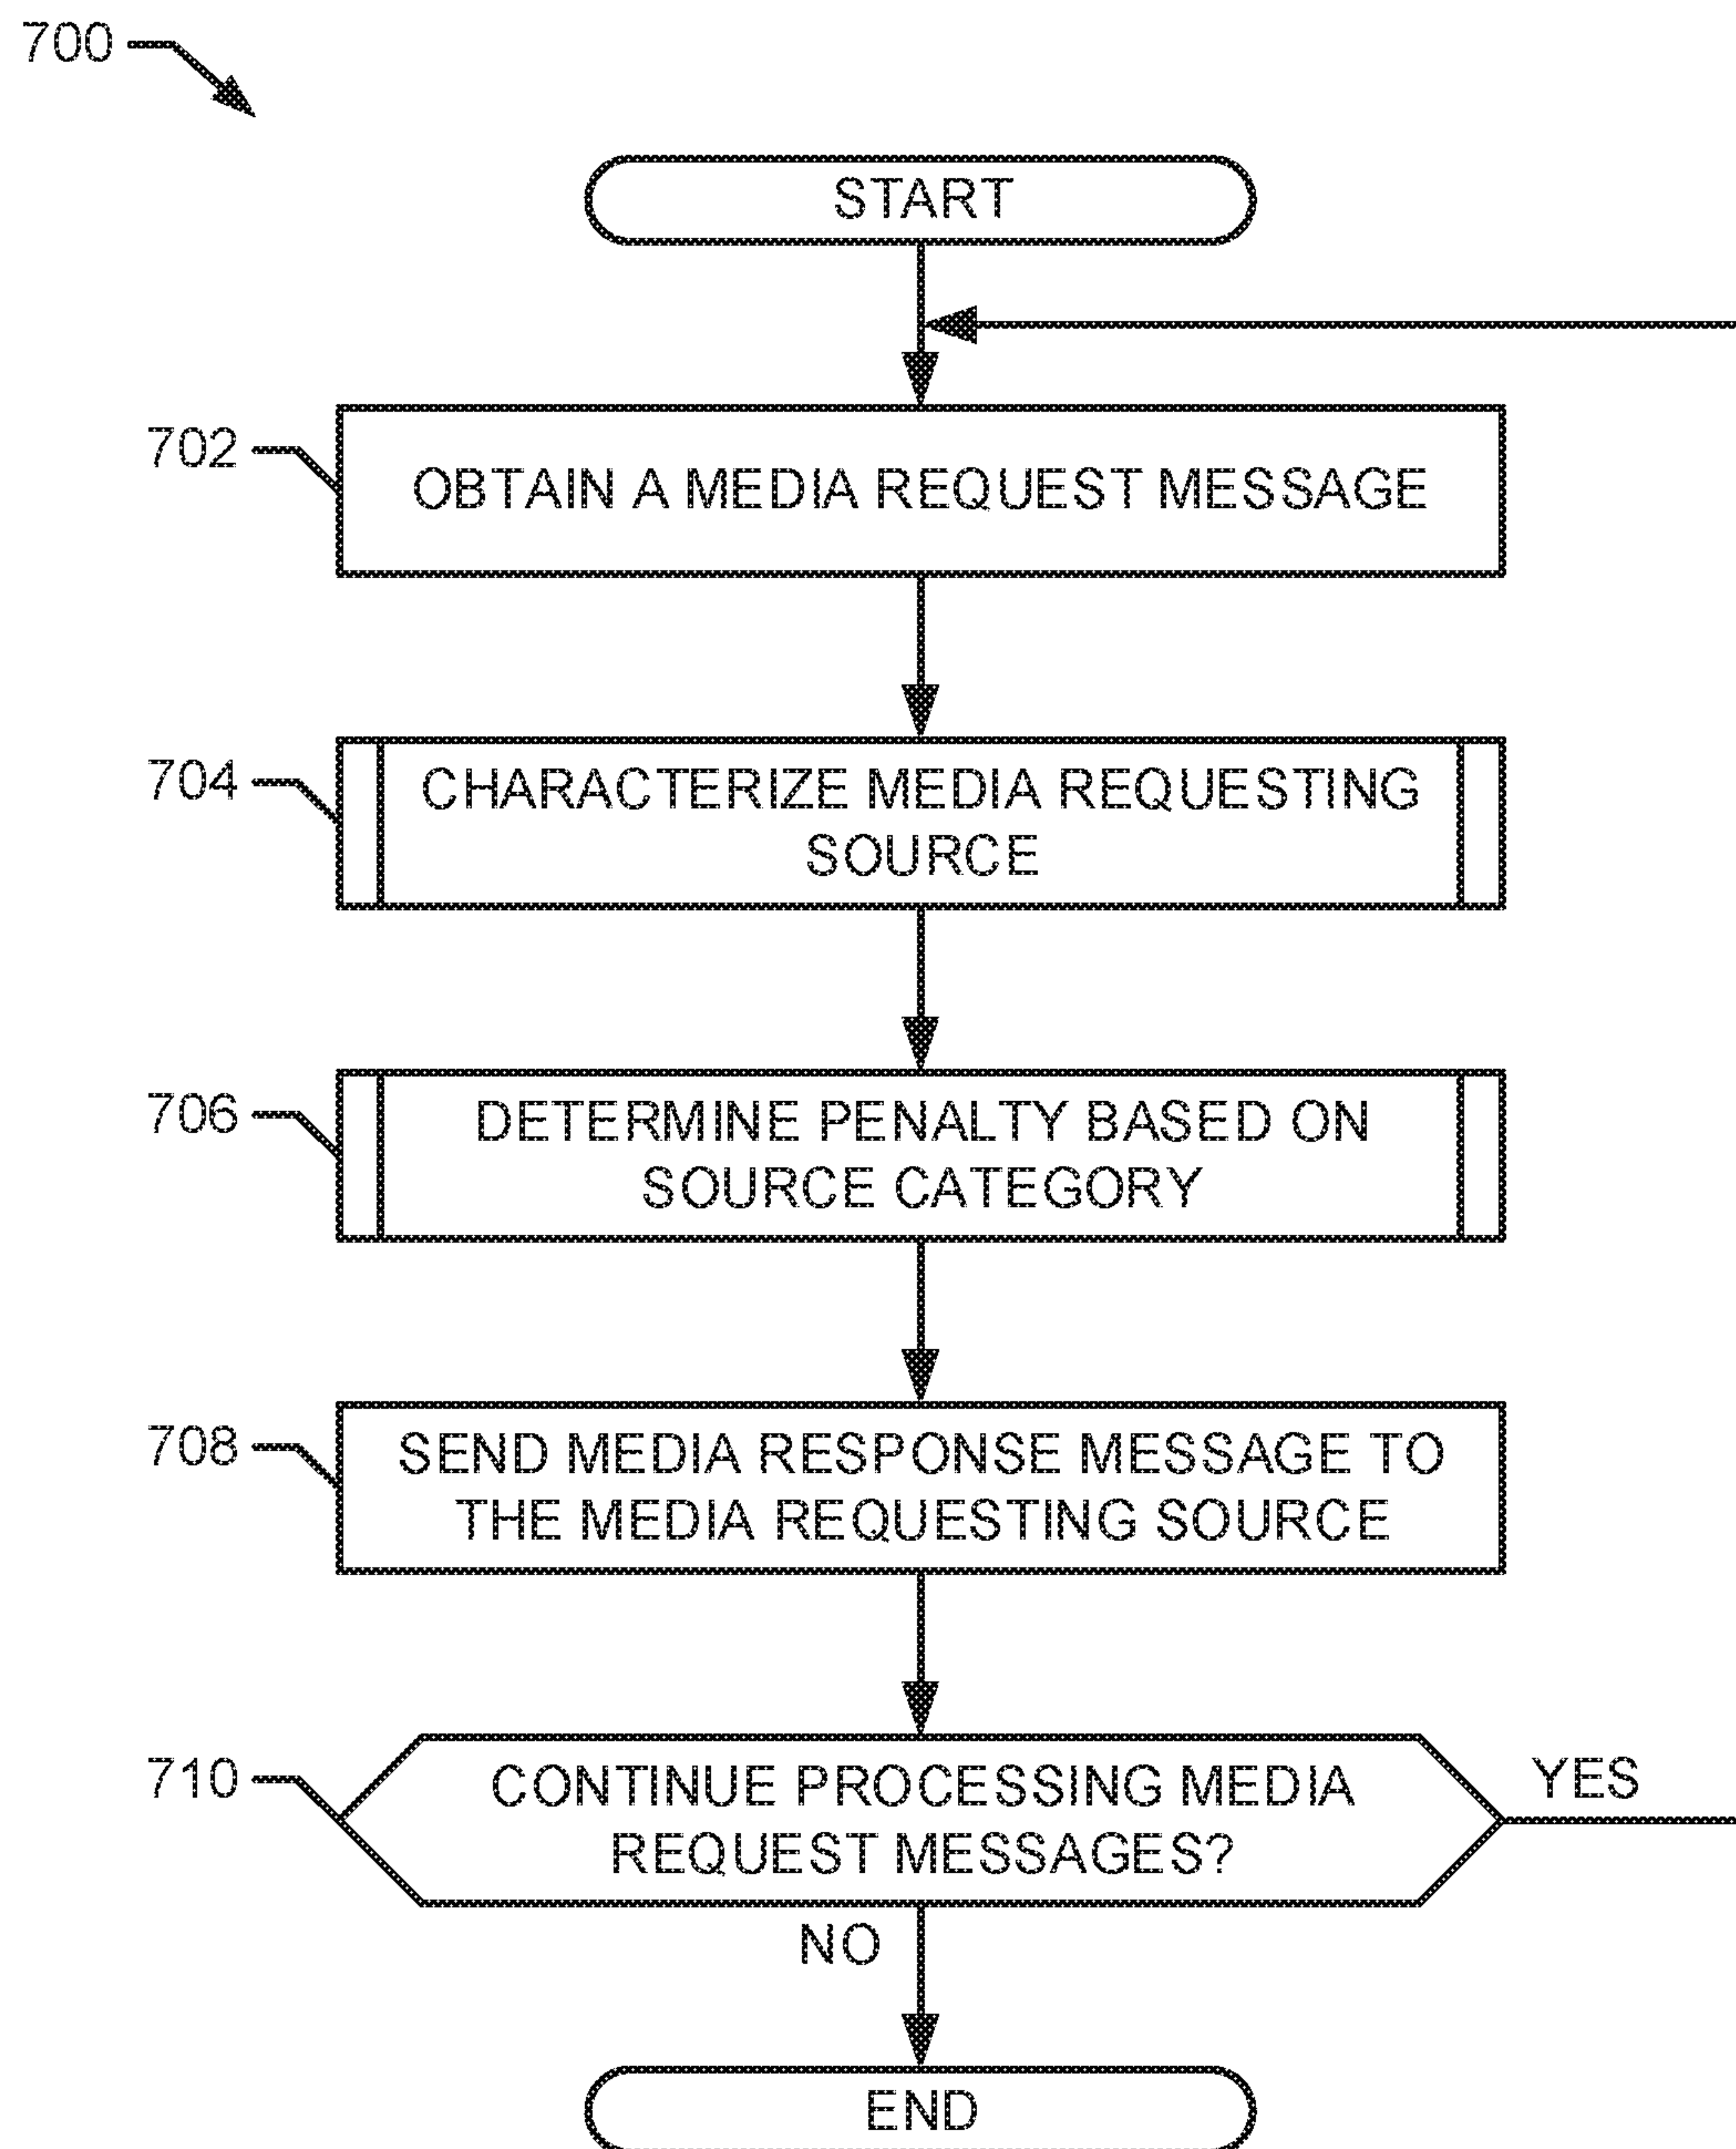 700
START
702
OBTAIN A MEDIA REQUEST MESSAGE
704
CHARACTERIZE MEDIA REQUESTING
SOURCE
706
DETERMINE PENALTY BASED ON
SOURCE CATEGORY
708
SEND MEDIA RESPONSE MESSAGE TO
THE MEDIA REQUESTING SOURCE
710
CONTINUE PROCESSING MEDIA
REQUEST MESSAGES?
YES
NO
END